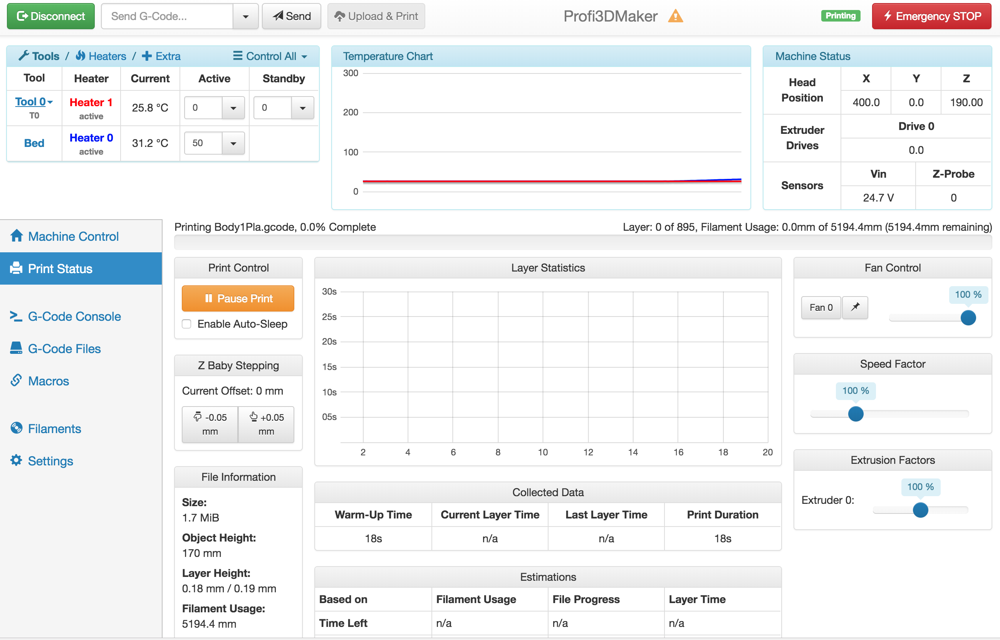 Disconnect
Send G-Code...
Send
Upload & Print
Profi3DMaker
Printing
Emergency STOP
Tools / Heaters / Extra
Control All
Tool Heater Current Active Standby
Tool 0 Heater 1 25.8 °C 0 0
T0 active
Bed Heater 0 31.2 °C 50
active
Temperature Chart
300
200
100
0
Machine Status
Head Position X Y Z
400.0 0.0 190.00
Extruder Drives Drive 0
0.0
Sensors Vin Z-Probe
24.7 V 0
Machine Control
Print Status
G-Code Console
G-Code Files
Macros
Filaments
Settings
Printing Body1Pla.gcode, 0.0% Complete
Layer: 0 of 895, Filament Usage: 0.0mm of 5194.4mm (5194.4mm remaining)
Print Control
Pause Print
Enable Auto-Sleep
Z Baby Stepping
Current Offset: 0 mm
-0.05 mm
+0.05 mm
File Information
Size:
1.7 MiB
Object Height:
170 mm
Layer Height:
0.18 mm / 0.19 mm
Filament Usage:
5194.4 mm
Layer Statistics
30s
25s
20s
15s
10s
05s
2 4 6 8 10 12 14 16 18 20
Collected Data
Warm-Up Time Current Layer Time Last Layer Time Print Duration
18s n/a n/a 18s
Estimations
Based on Filament Usage File Progress Layer Time
Time Left n/a n/a n/a
Fan Control
Fan 0
100 %
Speed Factor
100 %
Extrusion Factors
100 %
Extruder 0: